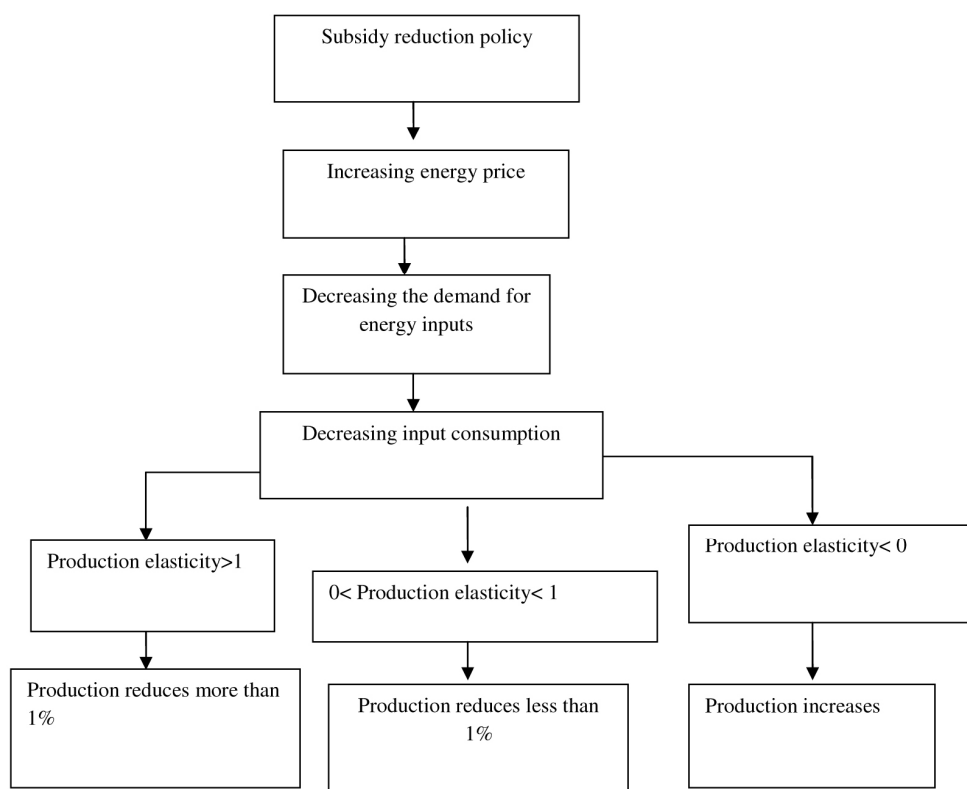 Subsidy reduction policy
Increasing energy price
Decreasing the demand for
energy inputs
Decreasing input consumption
Production elasticity>1
0< Production elasticity< 1
Production elasticity< 0
Production reduces more than
1%
Production reduces less than
1%
Production increases